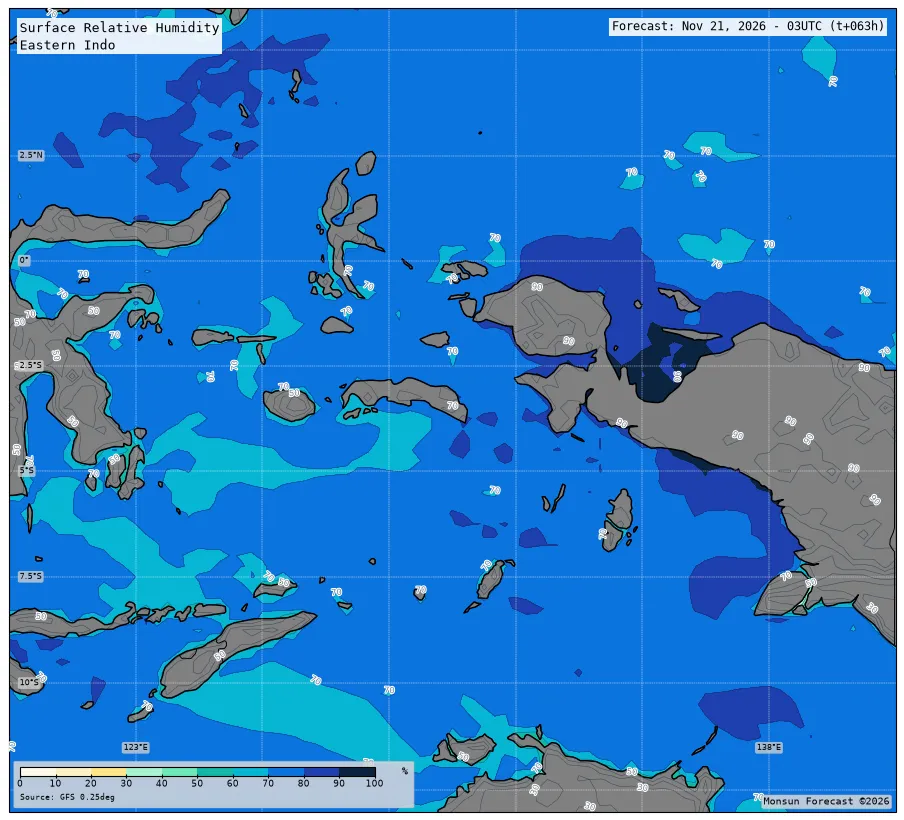 Surface Relative Humidity
Eastern Indo
Forecast: Nov 21, 2026 - 03UTC (t+063h)
2.5°N
0°
2.5°S
5°S
7.5°S
10°S
123°E
138°E
%
0 10 20 30 40 50 60 70 80 90 100
Source: GFS 0.25deg
Monsun Forecast ©2026